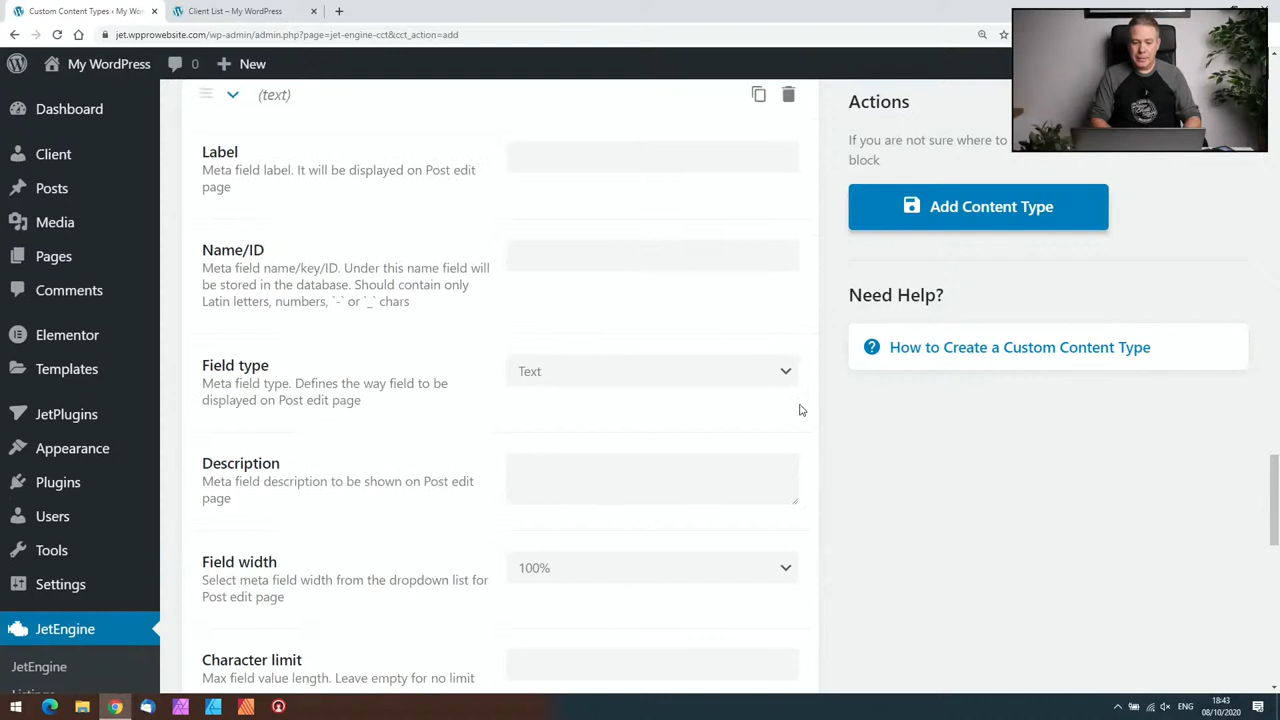 Custom Content Types ‹ My WordP
Client List – My WordPress
jet.wpprowebsite.com/wp-admin/admin.php?page=jet-engine-cct&cct_action=add
My WordPress
0
New
Dashboard
Client
Posts
Media
Pages
Comments
Elementor
Templates
JetPlugins
Appearance
Plugins
Users
Tools
Settings
JetEngine
JetEngine
(text)
Label
Meta field label. It will be displayed on Post edit
page
Name/ID
Meta field name/key/ID. Under this name field will
be stored in the database. Should contain only
Latin letters, numbers, `-` or `_` chars
Field type
Meta field type. Defines the way field to be
displayed on Post edit page
Text
Description
Meta field description to be shown on Post edit
page
Field width
Select meta field width from the dropdown list for
Post edit page
100%
Character limit
Max field value length. Leave empty for no limit
Actions
If you are not sure where to
block
Add Content Type
Need Help?
How to Create a Custom Content Type
ENG
18:43
08/10/2020